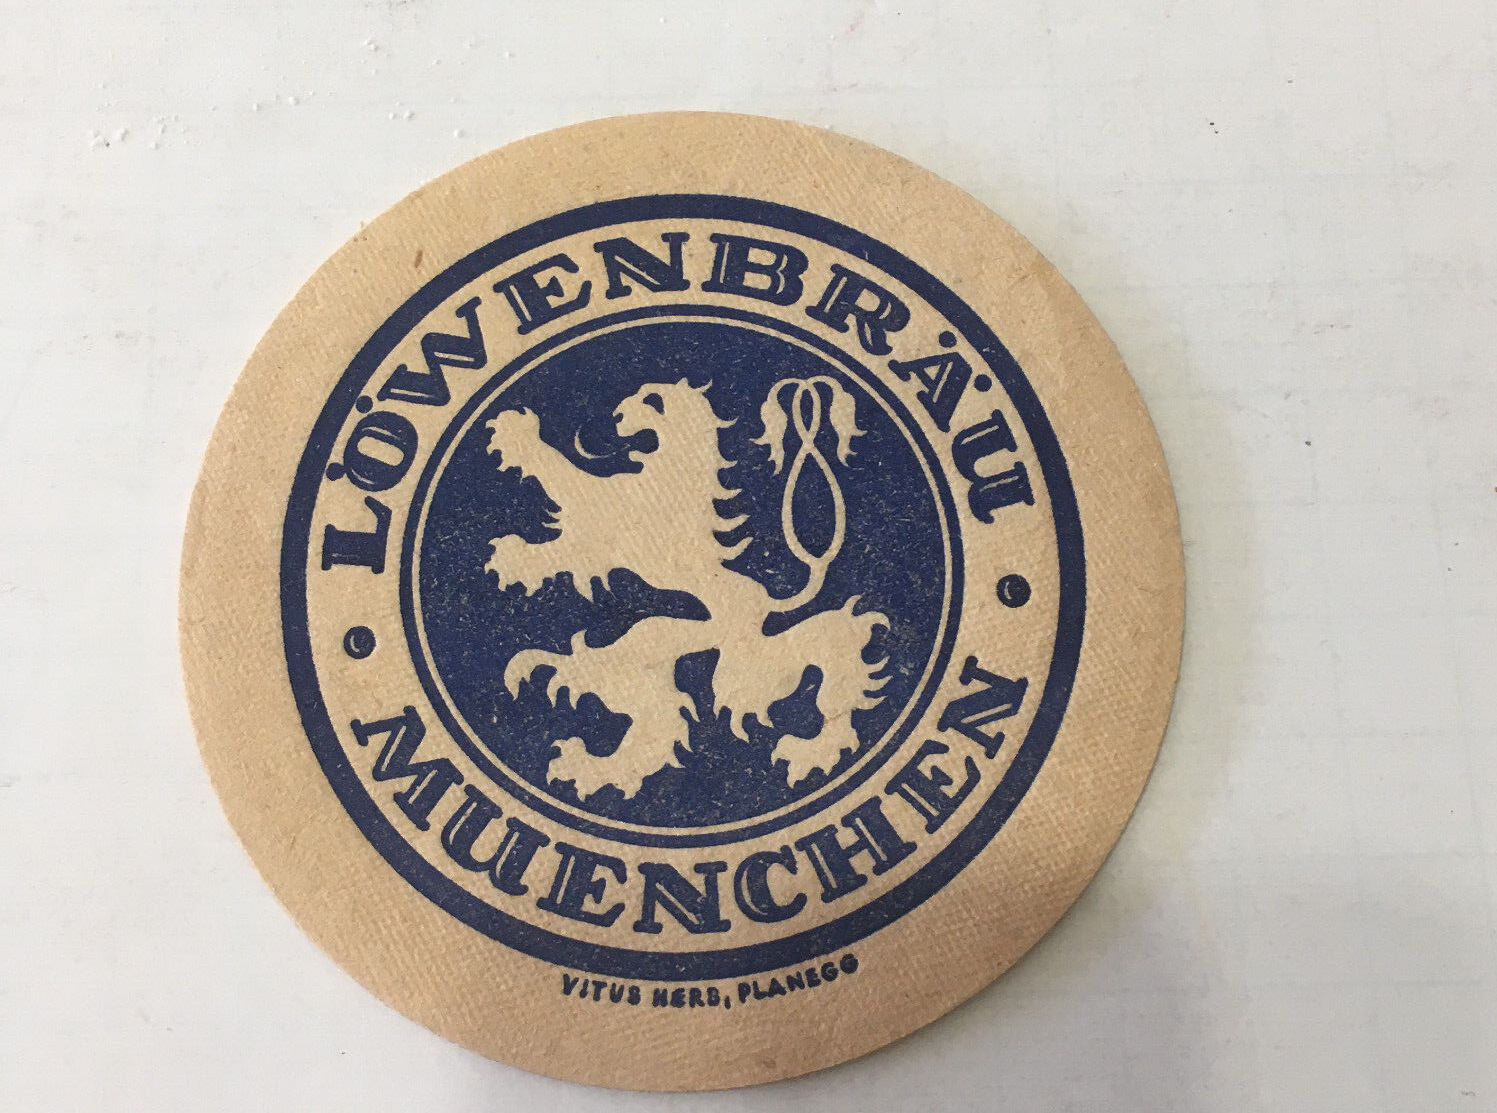 LÖWENBRÄU
MUENCHEN
VITUS HERB, PLANEGG